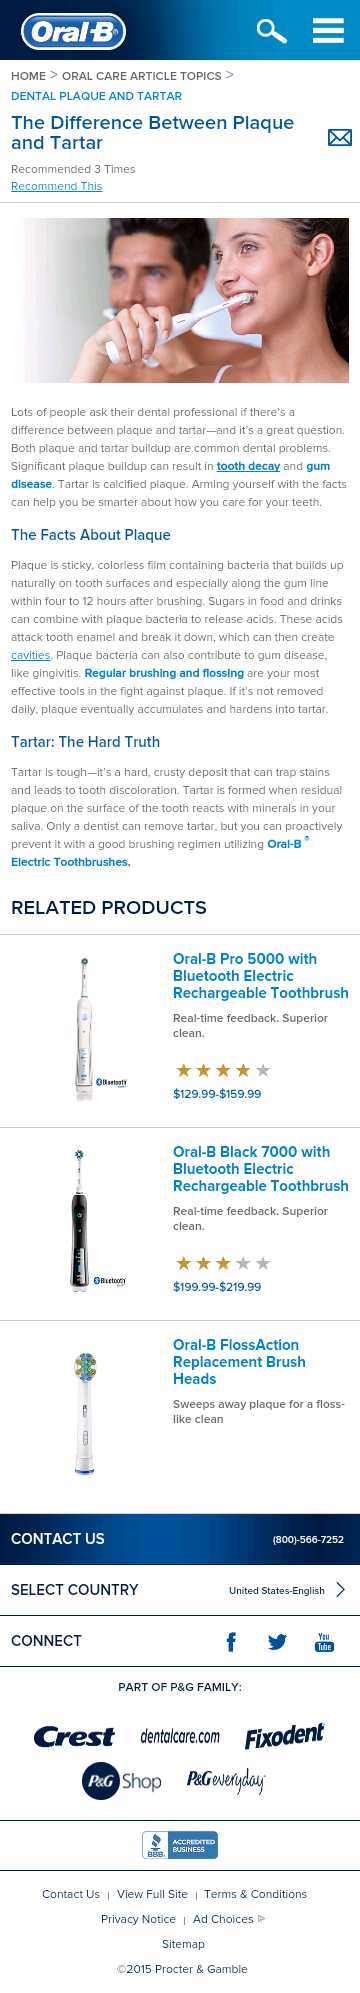 Oral-B
HOME > ORAL CARE ARTICLE TOPICS >
DENTAL PLAQUE AND TARTAR
The Difference Between Plaque
and Tartar
Recommended 3 Times
Recommend This
Lots of people ask their dental professional if there's a
difference between plaque and tartar—and it's a great question.
Both plaque and tartar buildup are common dental problems.
Significant plaque buildup can result in tooth decay and gum
disease. Tartar is calcified plaque. Arming yourself with the facts
can help you be smarter about how you care for your teeth.
The Facts About Plaque
Plaque is sticky, colorless film containing bacteria that builds up
naturally on tooth surfaces and especially along the gum line
within four to 12 hours after brushing. Sugars in food and drinks
can combine with plaque bacteria to release acids. These acids
attack tooth enamel and break it down, which can then create
cavities. Plaque bacteria can also contribute to gum disease,
like gingivitis. Regular brushing and flossing are your most
effective tools in the fight against plaque. If it's not removed
daily, plaque eventually accumulates and hardens into tartar.
Tartar: The Hard Truth
Tartar is tough—it's a hard, crusty deposit that can trap stains
and leads to tooth discoloration. Tartar is formed when residual
plaque on the surface of the tooth reacts with minerals in your
saliva. Only a dentist can remove tartar, but you can proactively
prevent it with a good brushing regimen utilizing Oral-B ®
Electric Toothbrushes.
RELATED PRODUCTS
Oral-B Pro 5000 with
Bluetooth Electric
Rechargeable Toothbrush
Real-time feedback. Superior
clean.
Bluetooth
$129.99-$159.99
Oral-B Black 7000 with
Bluetooth Electric
Rechargeable Toothbrush
Real-time feedback. Superior
clean.
Bluetooth
$199.99-$219.99
Oral-B FlossAction
Replacement Brush
Heads
Sweeps away plaque for a floss-
like clean
CONTACT US (800)-566-7252
SELECT COUNTRY United States-English
CONNECT You Tube
PART OF P&G FAMILY:
Crest dentalcare.com Fixodent
P&G Shop P&G everyday
BBB ACCREDITED
BUSINESS
Contact Us | View Full Site | Terms & Conditions
Privacy Notice | Ad Choices
Sitemap
©2015 Procter & Gamble